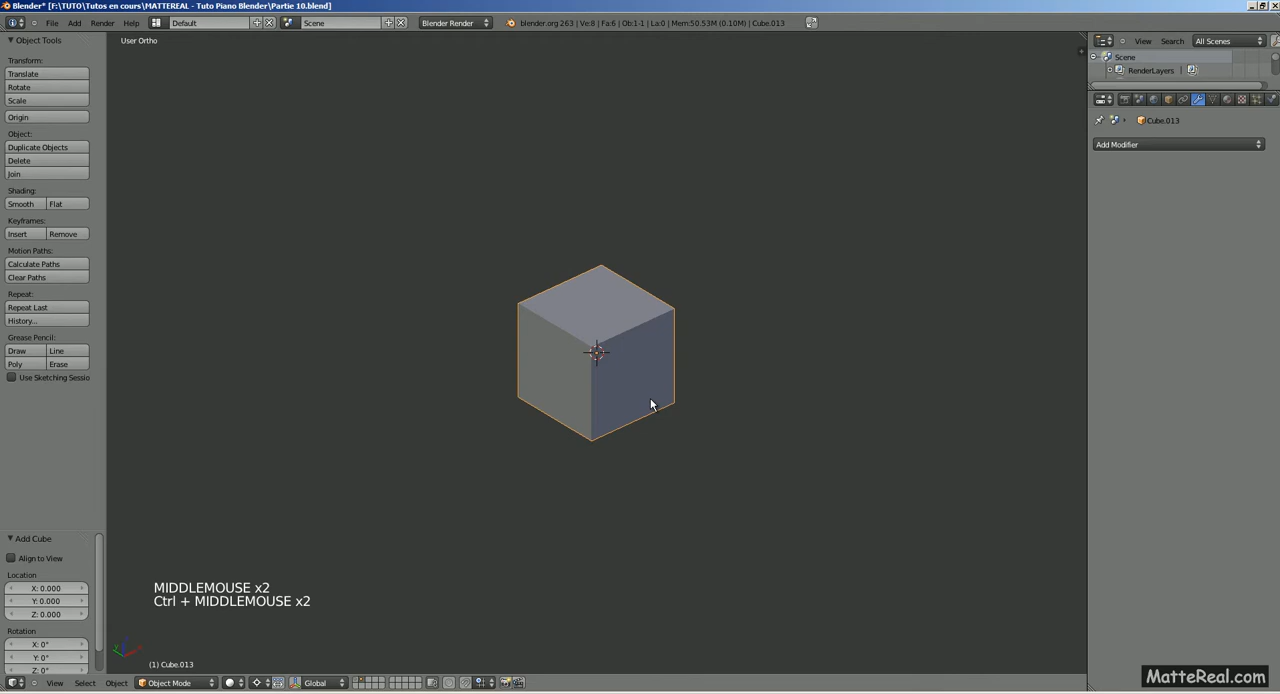 Blender* [F:\TUTO\Tutos en cours\MATTEREAL - Tuto Piano Blender\Partie 10.blend]
File Add Render Help Default Scene Blender Render blender.org 263 | Ve:8 | Fa:6 | Ob:1-1 | La:0 | Mem:50.53M (0.10M) | Cube.013
Object Tools
User Ortho
View Search All Scenes
Scene
RenderLayers
Cube.013
Add Modifier
Transform:
Translate
Rotate
Scale
Origin
Object:
Duplicate Objects
Delete
Join
Shading:
Smooth Flat
Keyframes:
Insert Remove
Motion Paths:
Calculate Paths
Clear Paths
Repeat:
Repeat Last
History...
Grease Pencil:
Draw Line
Poly Erase
Use Sketching Sessio
Add Cube
Align to View
Location
X: 0.000
Y: 0.000
Z: 0.000
Rotation
X: 0°
Y: 0°
Z: 0°
MIDDLEMOUSE x2
Ctrl + MIDDLEMOUSE x2
(1) Cube.013
View Select Object Object Mode Global
MatteReal.com